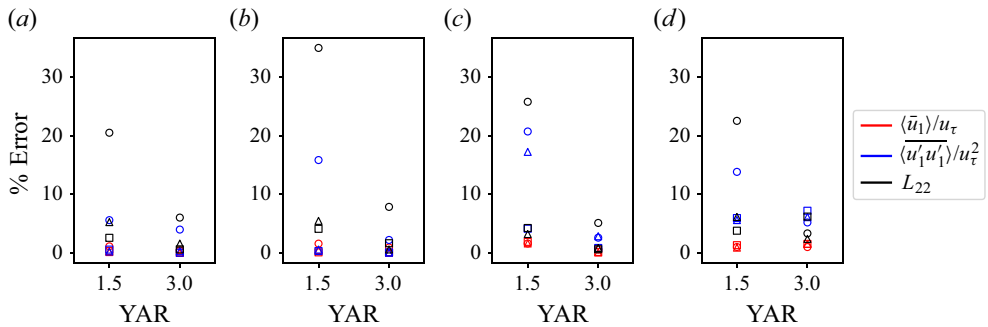 (a) (b) (c) (d)
% Error
30 30 30 30
20 20 20 20
10 10 10 10
0 0 0 0
1.5 3.0 1.5 3.0 1.5 3.0 1.5 3.0
YAR YAR YAR YAR
⟨ū₁⟩/u_τ
⟨\overline{u′₁u′₁}⟩/u_τ²
L₂₂